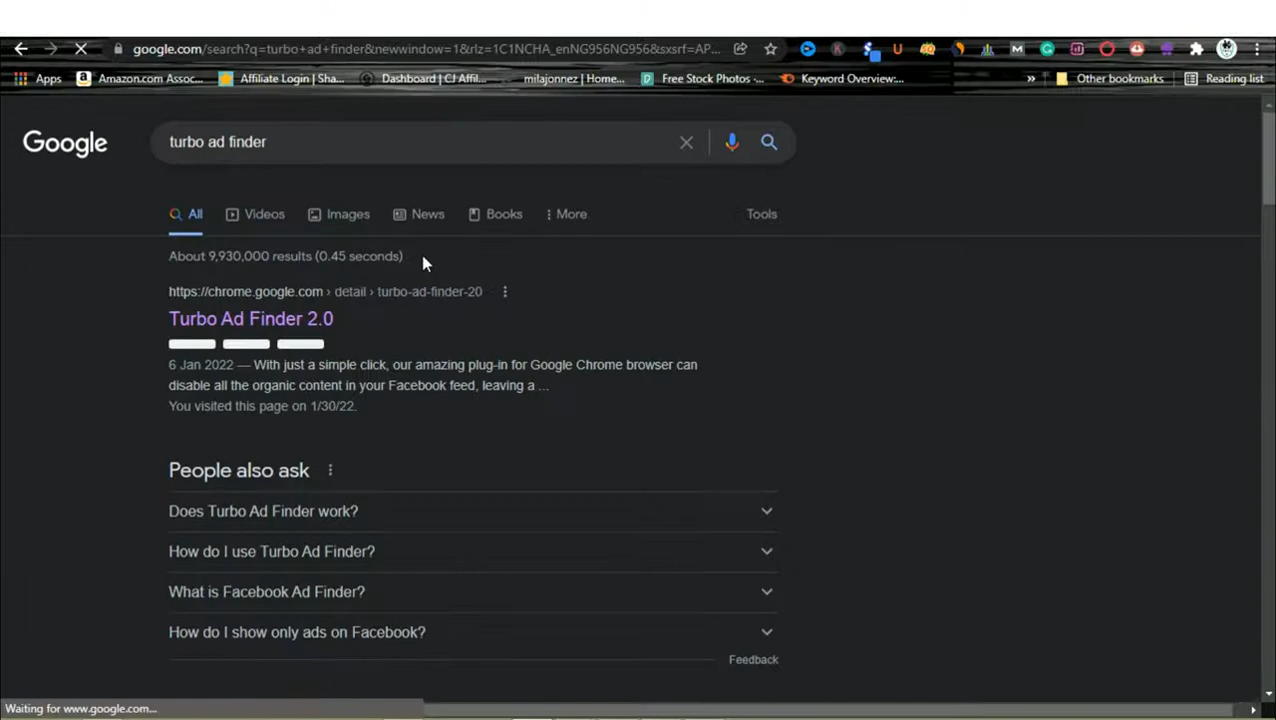 google.com/search?q=turbo+ad+finder&newwindow=1&rlz=1C1NCHA_enNG956NG956&sxsrf=AP...
Apps
Amazon.com Assoc...
Affiliate Login | Sha...
Dashboard | CJ Affil...
milajonnez | Home...
Free Stock Photos -...
Keyword Overview:...
»
Other bookmarks
Reading list
Google
turbo ad finder
All
Videos
Images
News
Books
More
Tools
About 9,930,000 results (0.45 seconds)
https://chrome.google.com › detail › turbo-ad-finder-20
Turbo Ad Finder 2.0
6 Jan 2022 — With just a simple click, our amazing plug-in for Google Chrome browser can
disable all the organic content in your Facebook feed, leaving a ...
You visited this page on 1/30/22.
People also ask
Does Turbo Ad Finder work?
How do I use Turbo Ad Finder?
What is Facebook Ad Finder?
How do I show only ads on Facebook?
Feedback
Waiting for www.google.com...